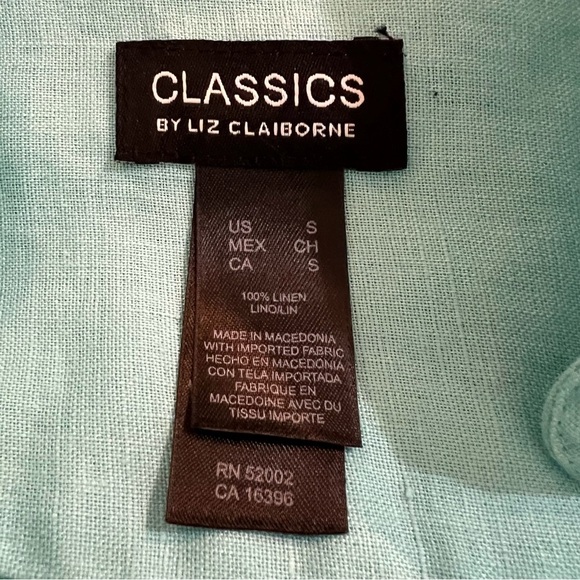 CLASSICS
BY LIZ CLAIBORNE
US S
MEX CH
CA S
100% LINEN
LINO/LIN
MADE IN MACEDONIA
WITH IMPORTED FABRIC
HECHO EN MACEDONIA
CON TELA IMPORTADA
FABRIQUE EN
MACEDOINE AVEC DU
TISSU IMPORTE
RN 52002
CA 16396